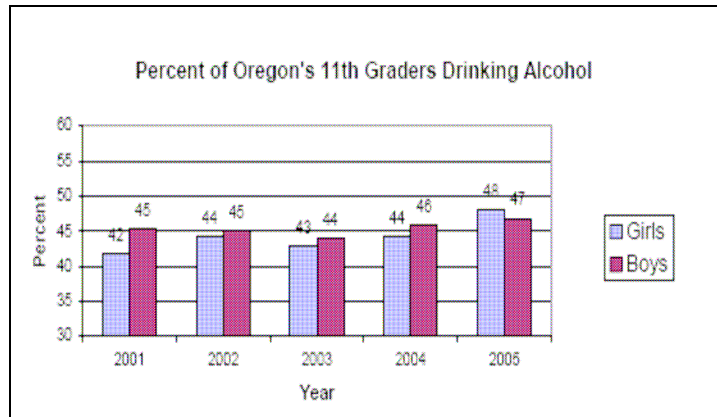 Percent of Oregon's 11th Graders Drinking Alcohol
60
55
50
45
40
35
30
Percent
42 45 44 45 43 44 44 46 48 47
2001 2002 2003 2004 2005
Year
Girls
Boys